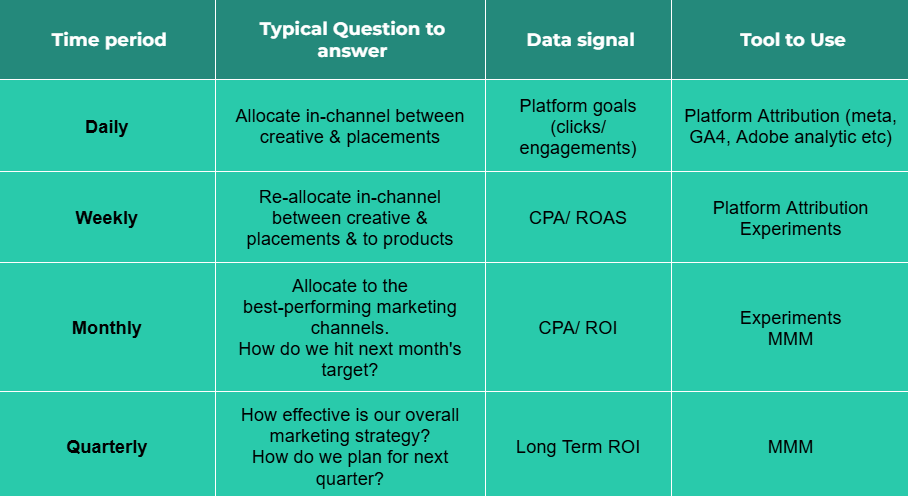 Time period
Typical Question to
answer
Data signal
Tool to Use
Daily
Allocate in-channel between
creative & placements
Platform goals
(clicks/
engagements)
Platform Attribution (meta,
GA4, Adobe analytic etc)
Weekly
Re-allocate in-channel
between creative &
placements & to products
CPA/ ROAS
Platform Attribution
Experiments
Monthly
Allocate to the
best-performing marketing
channels.
How do we hit next month's
target?
CPA/ ROI
Experiments
MMM
Quarterly
How effective is our overall
marketing strategy?
How do we plan for next
quarter?
Long Term ROI
MMM